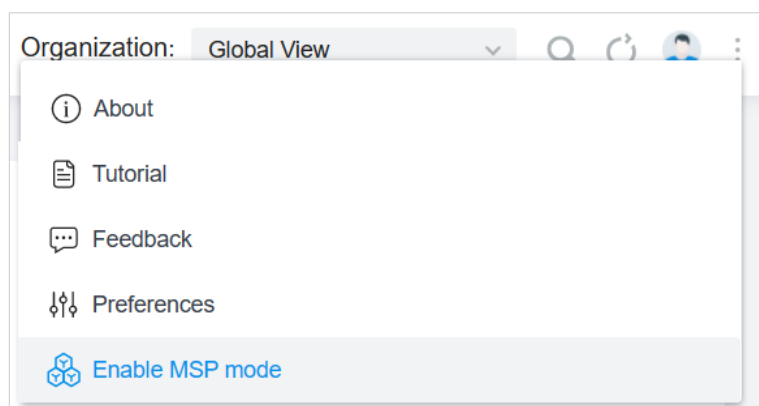 Organization: Global View
About
Tutorial
Feedback
Preferences
Enable MSP mode